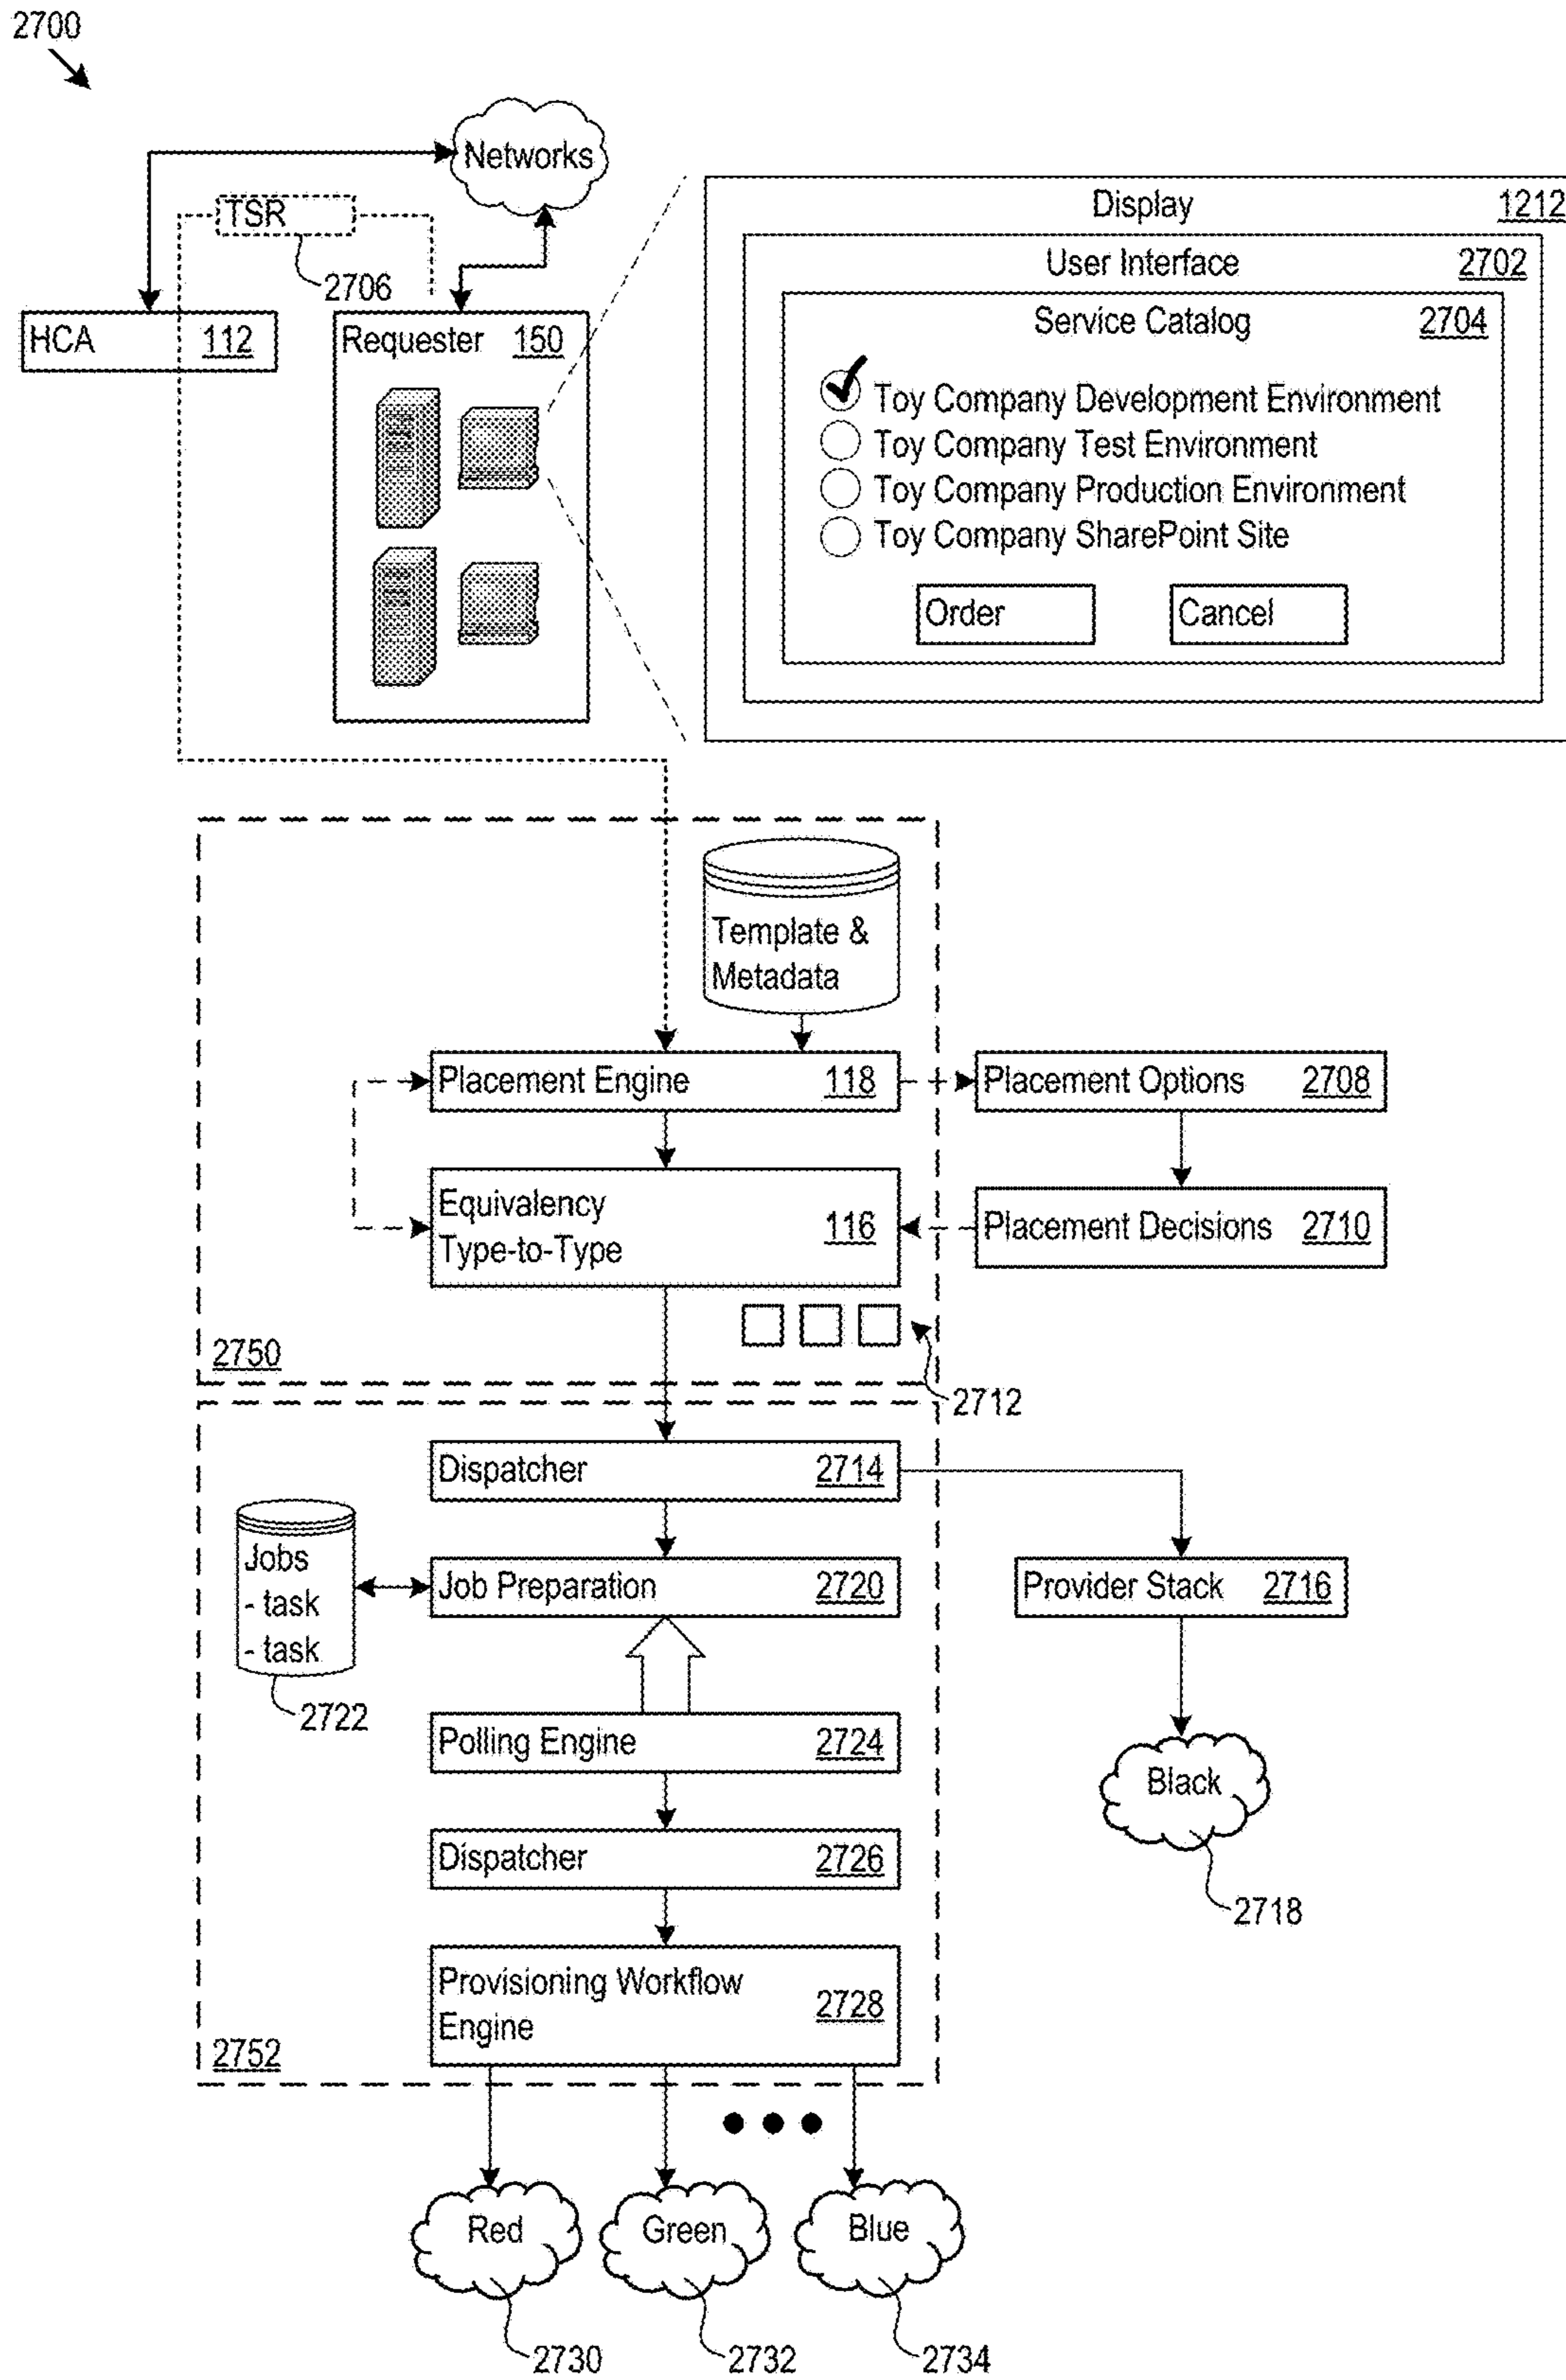 2700
Networks
TSR
2706
HCA 112
Requester 150
Display 1212
User Interface 2702
Service Catalog 2704
Toy Company Development Environment
Toy Company Test Environment
Toy Company Production Environment
Toy Company SharePoint Site
Order
Cancel
Template &
Metadata
Placement Engine 118
Placement Options 2708
Equivalency
Type-to-Type
116
Placement Decisions 2710
2750
2712
Dispatcher 2714
Jobs
- task
- task
2722
Job Preparation 2720
Provider Stack 2716
Polling Engine 2724
Black
2718
Dispatcher 2726
Provisioning Workflow
Engine
2728
2752
Red
Green
Blue
2730
2732
2734